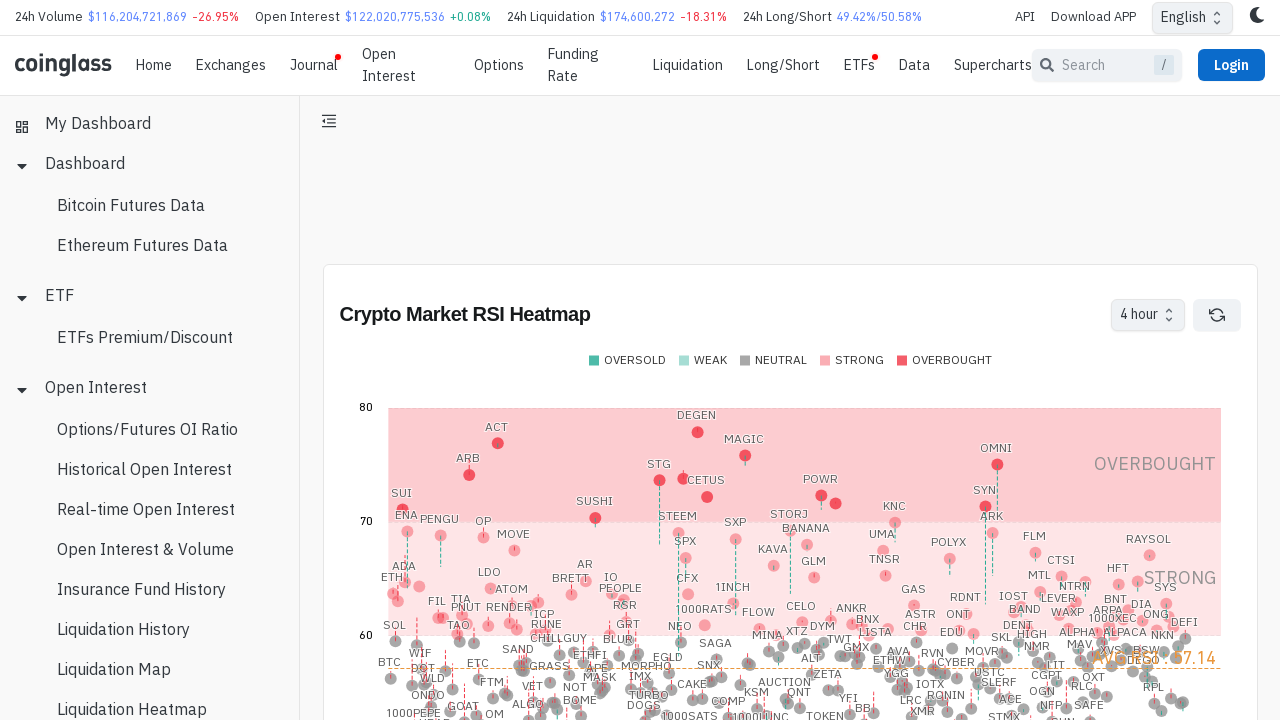 24h Volume $116,204,721,869 -26.95% Open Interest $122,020,775,536 +0.08% 24h Liquidation $174,600,272 -18.31% 24h Long/Short 49.42%/50.58% API Download APP English
coinglass Home Exchanges Journal Open Interest Options Funding Rate Liquidation Long/Short ETFs Data Supercharts Search / Login
My Dashboard
Dashboard
Bitcoin Futures Data
Ethereum Futures Data
ETF
ETFs Premium/Discount
Open Interest
Options/Futures OI Ratio
Historical Open Interest
Real-time Open Interest
Open Interest & Volume
Insurance Fund History
Liquidation History
Liquidation Map
Liquidation Heatmap
Crypto Market RSI Heatmap 4 hour
OVERSOLD WEAK NEUTRAL STRONG OVERBOUGHT
80
DEGEN
ACT
MAGIC
OMNI
ARB STG OVERBOUGHT
CETUS POWR
SUI SYN
SUSHI KNC
70
ENA PENGU OP STEEM SXP STORJ ARK
BANANA
MOVE SPX UMA POLYX FLM RAYSOL
KAVA CTSI
ADA AR GLM TNSR HFT
ETH LDO BRETT IO CFX MTL STRONG
ATOM PEOPLE 1INCH GAS NTRN SYS
FIL TIA RSR RDNT IOST LEVER BNT DIA
PNUT RENDER 1000RATS FLOW CELO ANKR ASTR ONT BAND WAXP ARPA ONG
ICP
SOL TAO RUNE GRT NEO DYM BNX CHR DENT 1000XEC DEFI
60
CHILLGUY BLUR MINA XTZ TWT LISTA EDU SKL HIGH ALPHA ALPACA NKN
WIF SAND ETHFI SAGA GMX AVA RVN MOVR NMR MAV XVS BSW
BTC DOT ETC GRASS APE MORPHO EGLD SNX ALT ETHW CYBER LTT DEGO
WLD MASK IMX ZETA YGG USTC CGPT OXT
FTM VET NOT CAKE AUCTION IOTX SLERF RLC RPL
ONDO TURBO KSM QNT YFI RONIN OGN
GOAT ALGO BOME DOGS COMP LRC ACE NFP SAFE
1000PEPE OM 1000SATS TOKEN BB XMR STMX